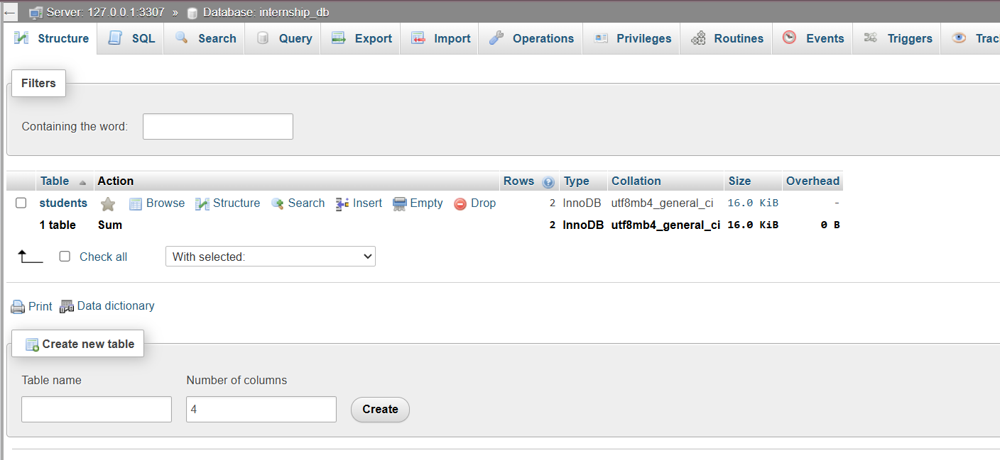 Server: 127.0.0.1:3307 » Database: internship_db
Structure SQL Search Query Export Import Operations Privileges Routines Events Triggers
Filters
Containing the word:
Table Action Rows Type Collation Size Overhead
students Browse Structure Search Insert Empty Drop 2 InnoDB utf8mb4_general_ci 16.0 KiB -
1 table Sum 2 InnoDB utf8mb4_general_ci 16.0 KiB 0 B
Check all With selected:
Print Data dictionary
Create new table
Table name Number of columns
4 Create